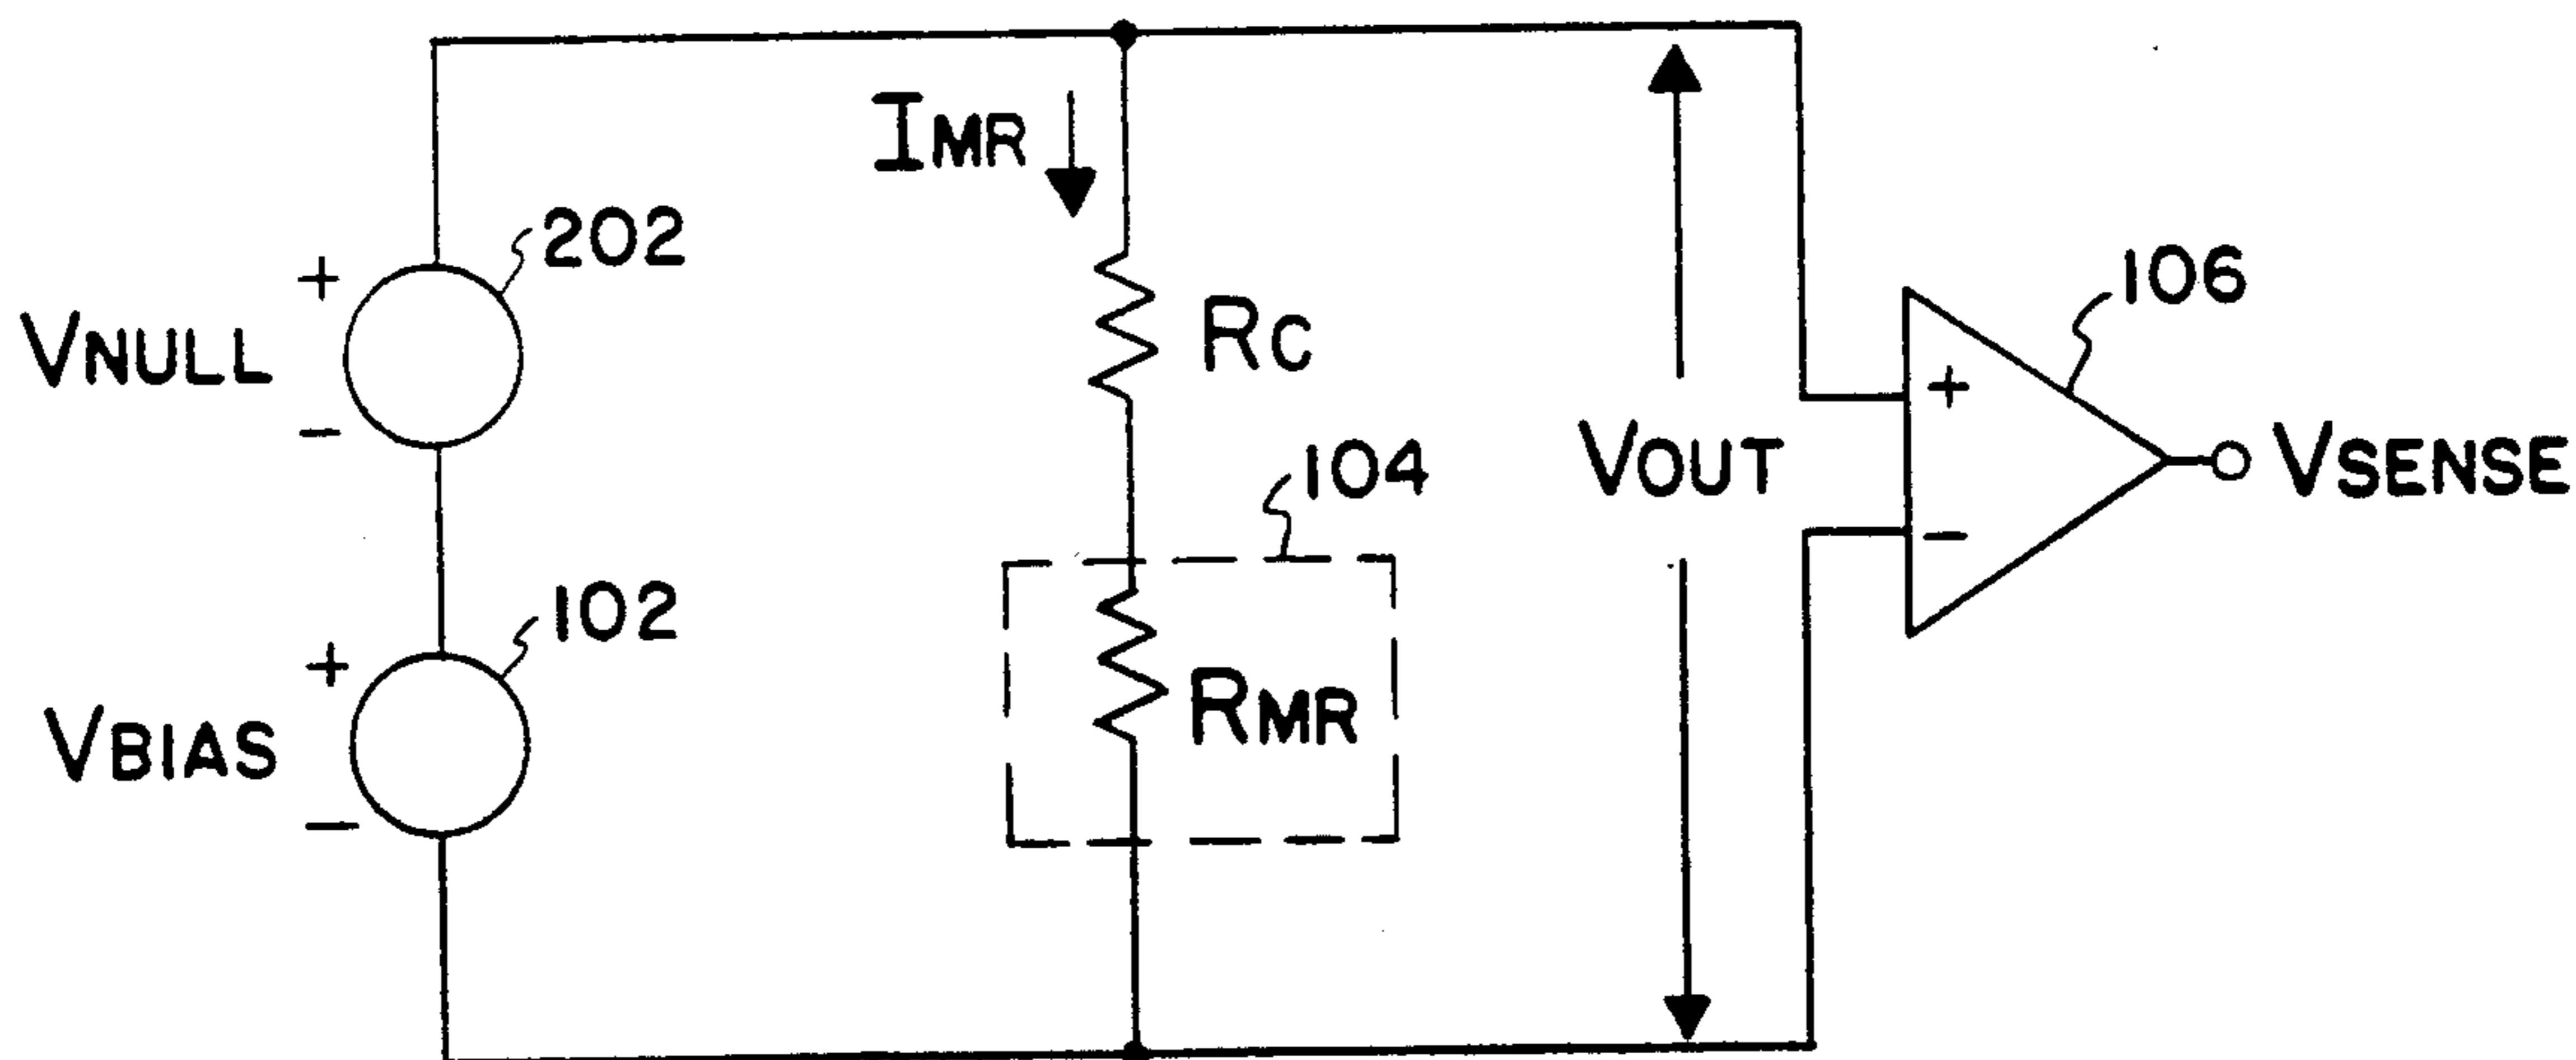 IMR
202
+
VNULL
-
RC
106
+
-
VOUT
VSENSE
104
102
+
VBIAS
-
RMR